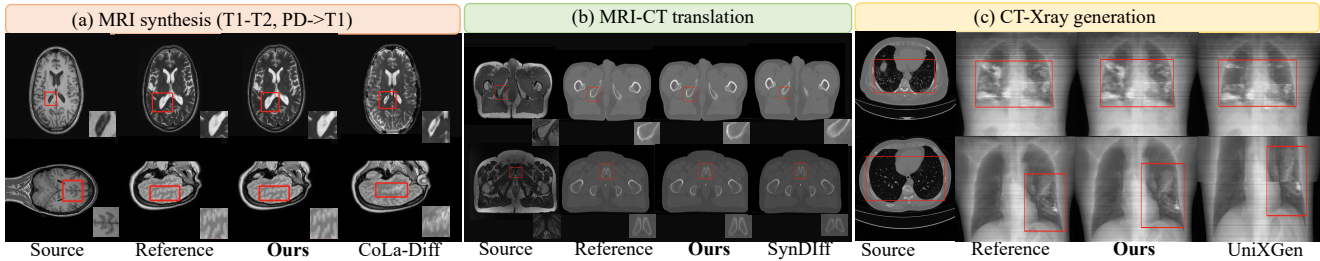 (a) MRI synthesis (T1-T2, PD->T1)
(b) MRI-CT translation
(c) CT-Xray generation
Source Reference Ours CoLa-Diff
Source Reference Ours SynDIff
Source Reference Ours UniXGen